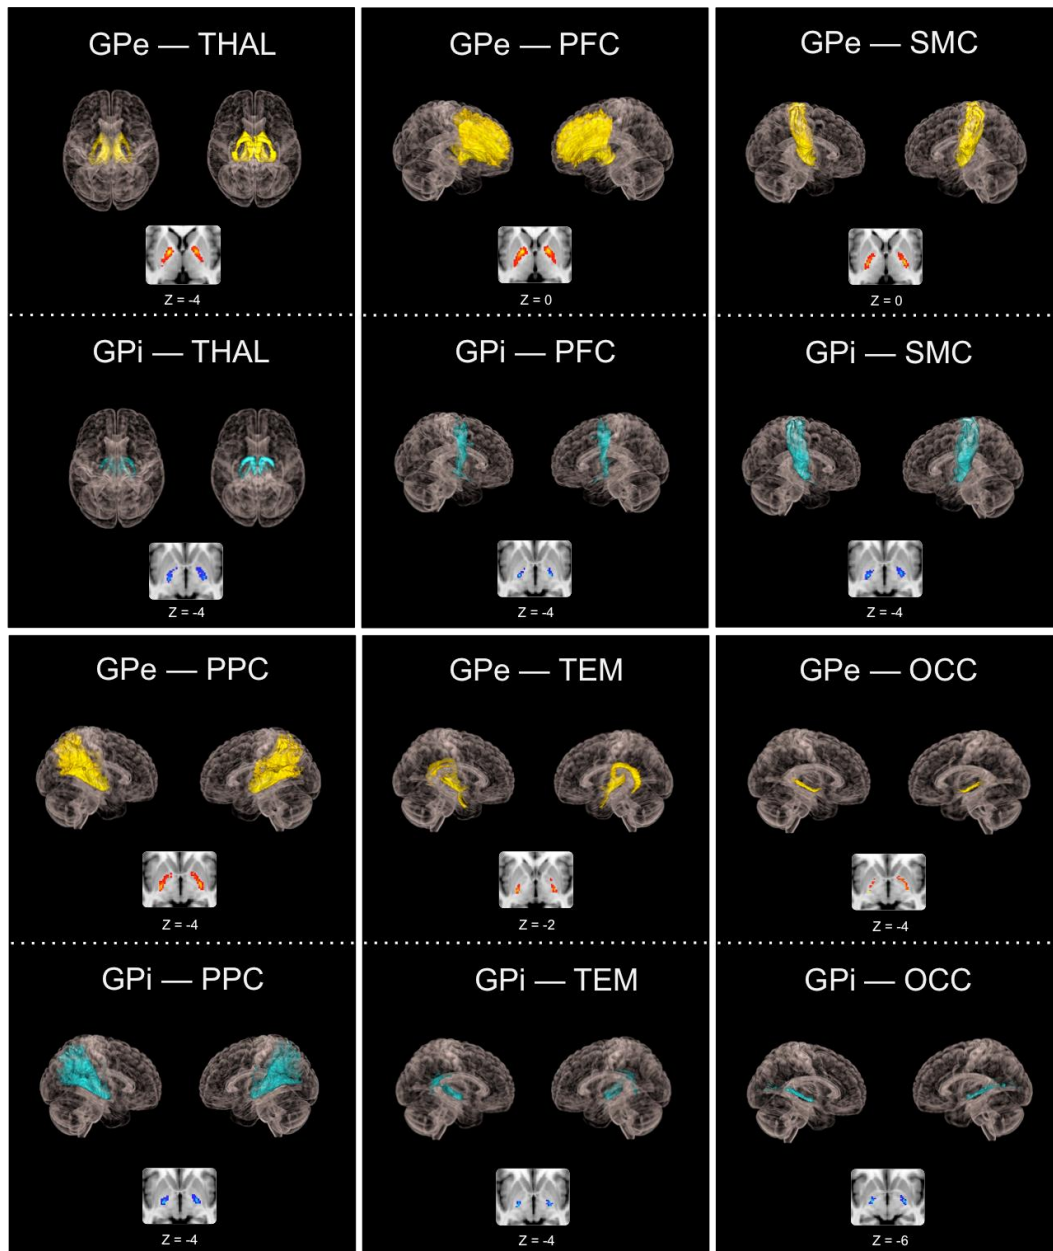 GPe — THAL
Z = -4
GPe — PFC
Z = 0
GPe — SMC
Z = 0
GPi — THAL
Z = -4
GPi — PFC
Z = -4
GPi — SMC
Z = -4
GPe — PPC
Z = -4
GPe — TEM
Z = -2
GPe — OCC
Z = -4
GPi — PPC
Z = -4
GPi — TEM
Z = -4
GPi — OCC
Z = -6